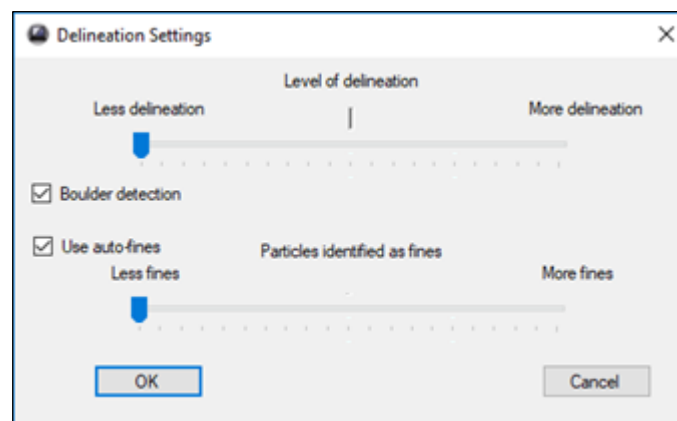 Delineation Settings
Level of delineation
Less delineation
More delineation
Boulder detection
Use auto-fines
Particles identified as fines
Less fines
More fines
OK
Cancel